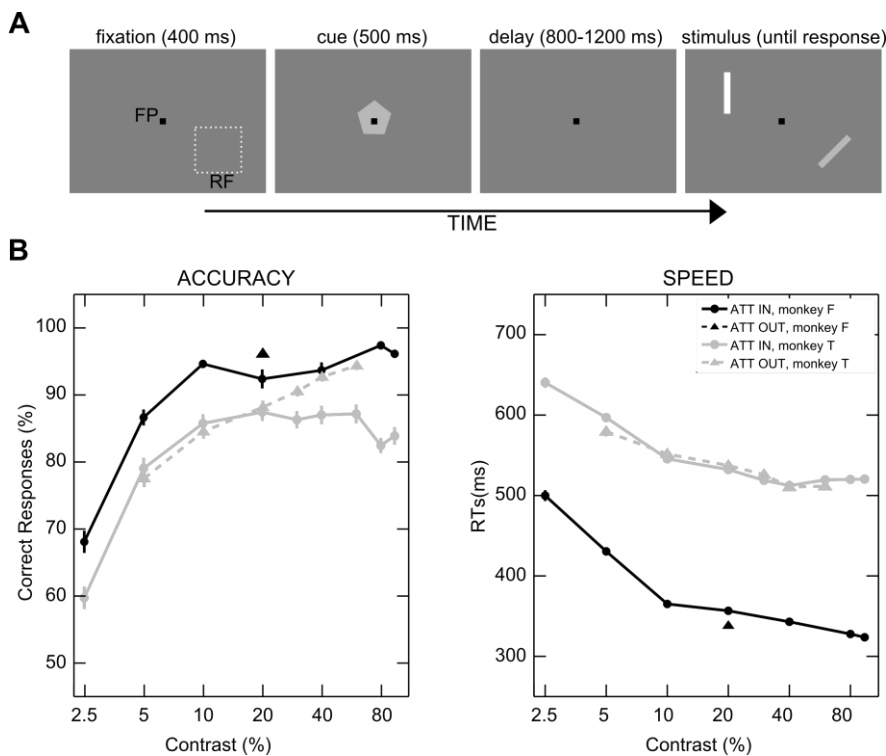 A
fixation (400 ms)
cue (500 ms)
delay (800-1200 ms)
stimulus (until response)
FP
RF
TIME
B
ACCURACY
Correct Responses (%)
100
90
80
70
60
50
2.5 5 10 20 40 80
Contrast (%)
SPEED
RTs(ms)
700
600
500
400
300
ATT IN, monkey F
ATT OUT, monkey F
ATT IN, monkey T
ATT OUT, monkey T
2.5 5 10 20 40 80
Contrast (%)